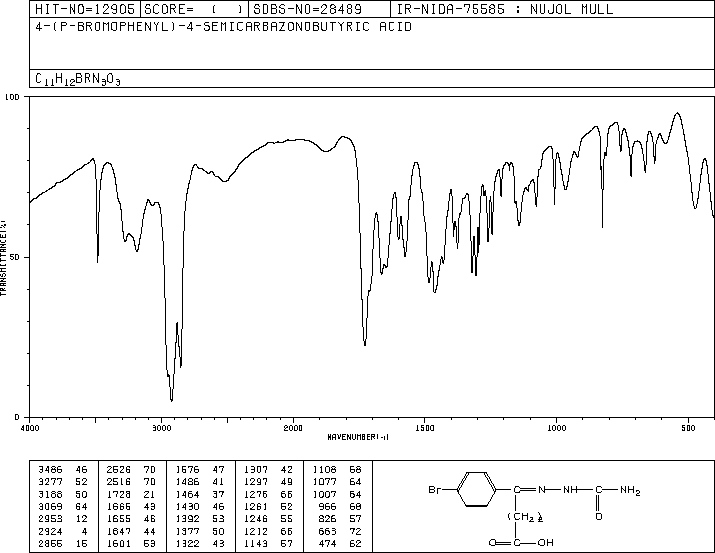 HIT-NO=12905 SCORE= ( ) SDBS-NO=28489 IR-NIDA-75585 : NUJOL MULL
4-(P-BROMOPHENYL)-4-SEMICARBAZONOBUTYRIC ACID
C11H12BRN3O3
100
50
0
TRANSMITTANCE(%)
4000 3000 2000 1500 1000 500
WAVENUMBER(-1)
3486 46 2526 70 1576 47 1307 42 1108 68
3277 52 2516 70 1486 41 1297 49 1077 64
3188 50 1728 21 1464 37 1276 66 1007 64
3069 64 1665 43 1430 46 1261 52 966 68
2953 12 1655 46 1392 53 1246 55 826 57
2924 4 1647 44 1377 50 1212 66 663 72
2855 15 1601 53 1322 43 1143 57 474 62
Br C N NH C NH2
(CH2)2 O
O C OH